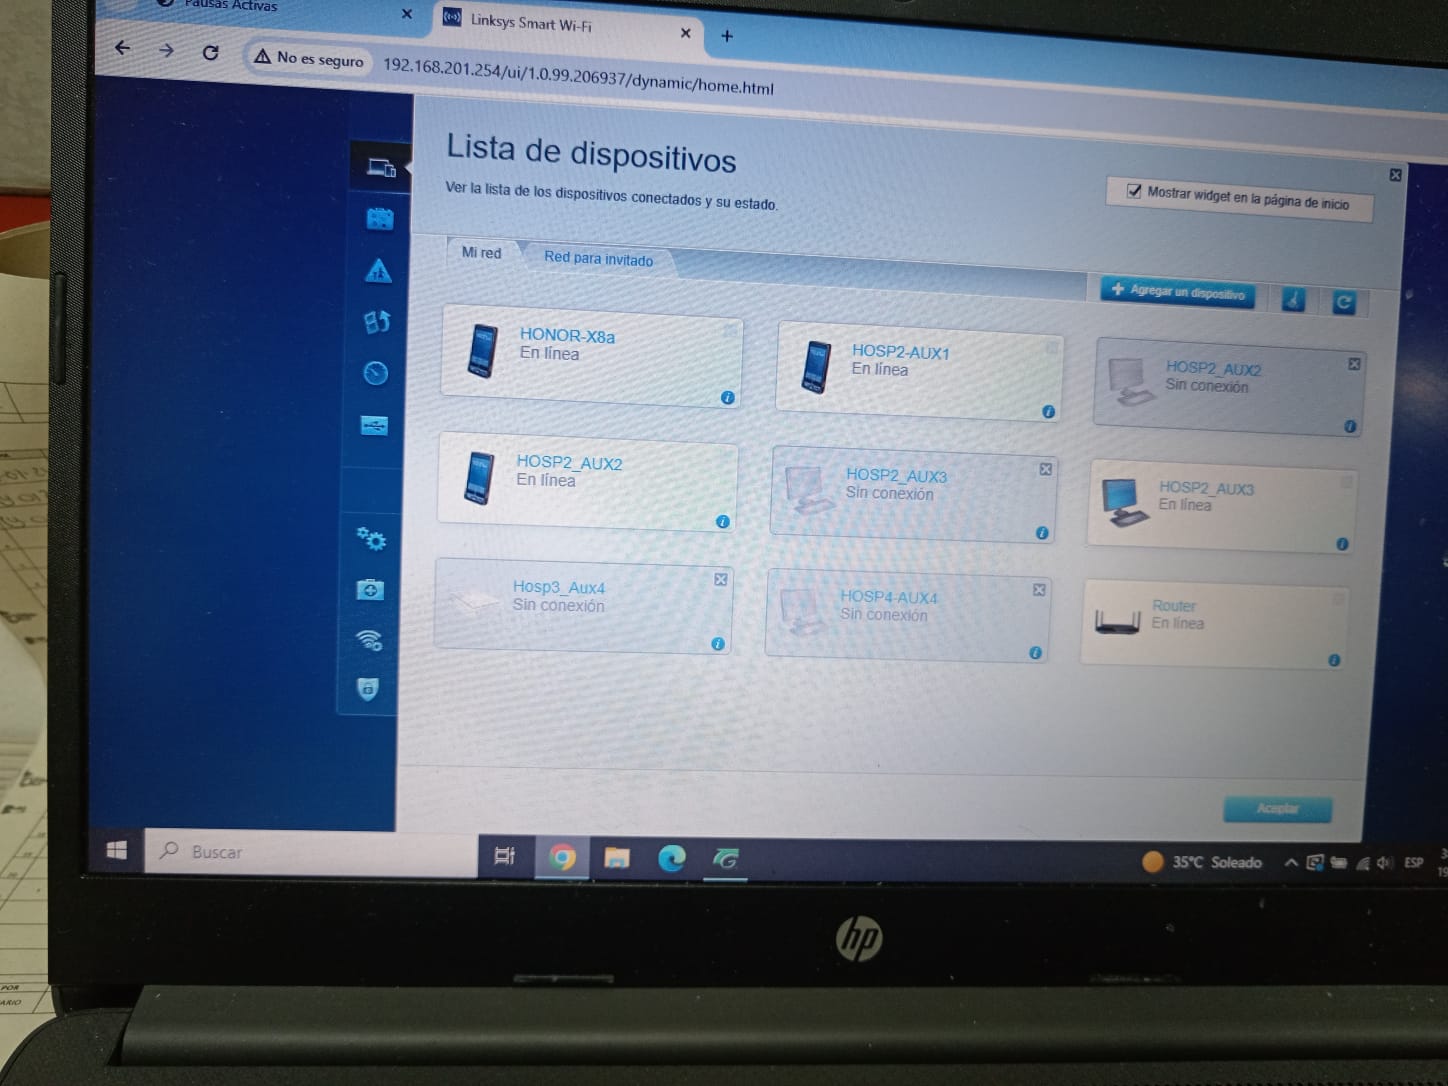 Pausas Activas
Linksys Smart Wi-Fi
No es seguro
192.168.201.254/ui/1.0.99.206937/dynamic/home.html
Lista de dispositivos
Ver la lista de los dispositivos conectados y su estado.
Mostrar widget en la página de inicio
Mi red
Red para invitado
Agregar un dispositivo
HONOR-X8a
En línea
HOSP2-AUX1
En línea
HOSP2_AUX2
Sin conexión
HOSP2_AUX2
En línea
HOSP2_AUX3
Sin conexión
HOSP2_AUX3
En línea
Hosp3_Aux4
Sin conexión
HOSP4-AUX4
Sin conexión
Router
En línea
Aceptar
Buscar
35°C Soleado
ESP
hp
POR